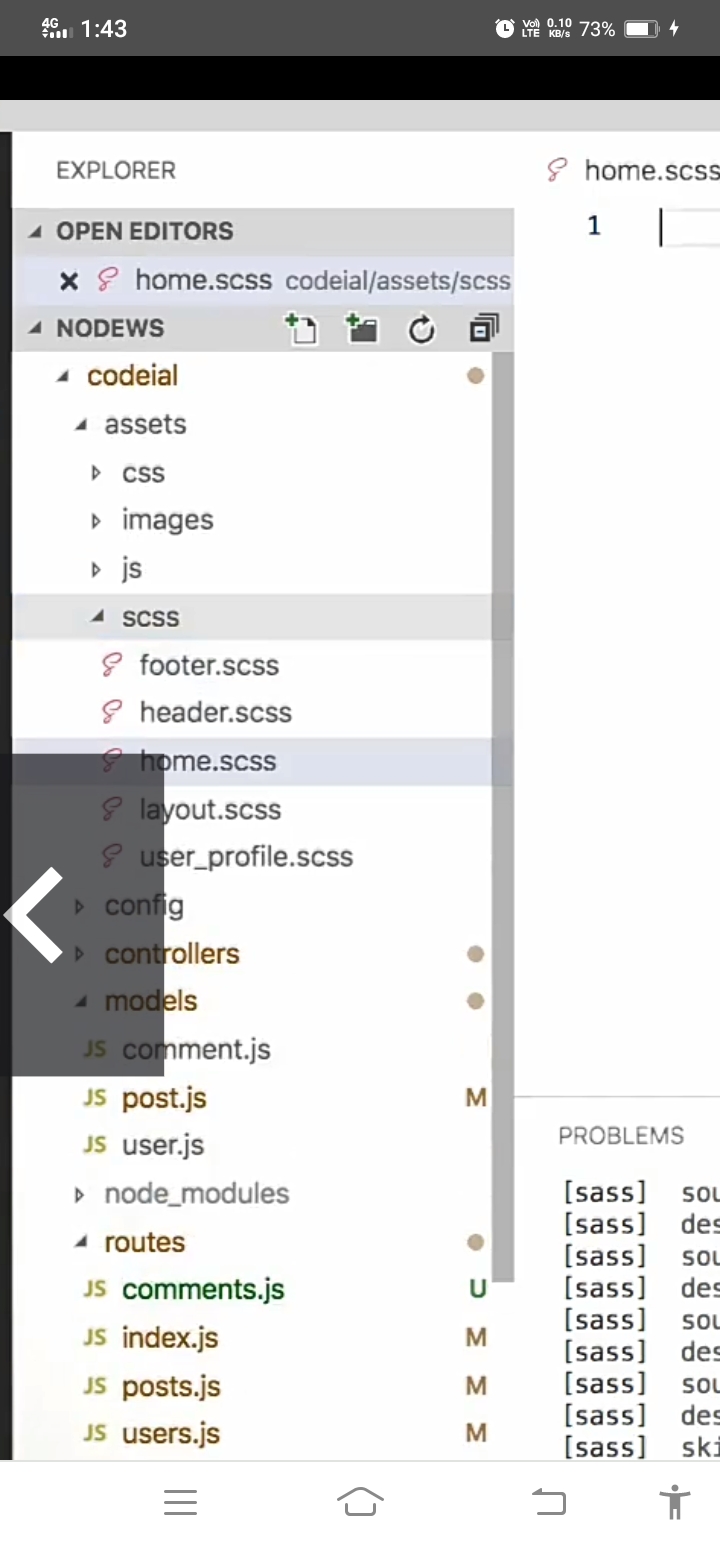 4G 1:43 Vo) LTE 0.10 KB/s 73%
EXPLORER
OPEN EDITORS
home.scss codeial/assets/scss
NODEWS
codeial
assets
css
images
js
scss
footer.scss
header.scss
home.scss
layout.scss
user_profile.scss
config
controllers
models
JS comment.js
JS post.js M
JS user.js
node_modules
routes
JS comments.js U
JS index.js M
JS posts.js M
JS users.js M
home.scss
1
PROBLEMS
[sass] sou
[sass] des
[sass] sou
[sass] des
[sass] sou
[sass] des
[sass] sou
[sass] des
[sass] ski